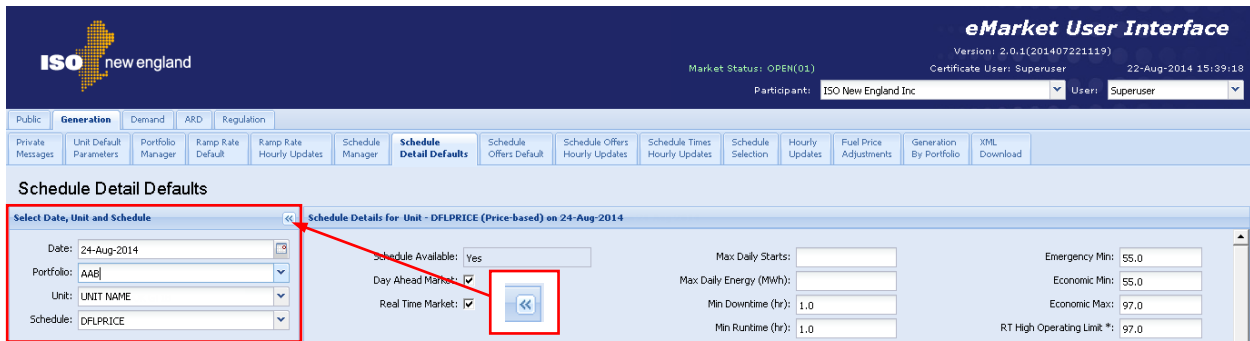 eMarket User Interface
ISO new england
Version: 2.0.1(201407221119)
Market Status: OPEN(01) Certificate User: Superuser 22-Aug-2014 15:39:18
Participant: ISO New England Inc User: Superuser
Public Generation Demand ARD Regulation
Private Messages Unit Default Parameters Portfolio Manager Ramp Rate Default Ramp Rate Hourly Updates Schedule Manager Schedule Detail Defaults Schedule Offers Default Schedule Offers Hourly Updates Schedule Times Hourly Updates Schedule Selection Hourly Updates Fuel Price Adjustments Generation By Portfolio XML Download
Schedule Detail Defaults
Select Date, Unit and Schedule
Date: 24-Aug-2014
Portfolio: AAB
Unit: UNIT NAME
Schedule: DFLPRICE
Schedule Details for Unit - DFLPRICE (Price-based) on 24-Aug-2014
Schedule Available: Yes
Day Ahead Market:
Real Time Market:
Max Daily Starts:
Max Daily Energy (MWh):
Min Downtime (hr): 1.0
Min Runtime (hr): 1.0
Emergency Min: 55.0
Economic Min: 55.0
Economic Max: 97.0
RT High Operating Limit *: 97.0